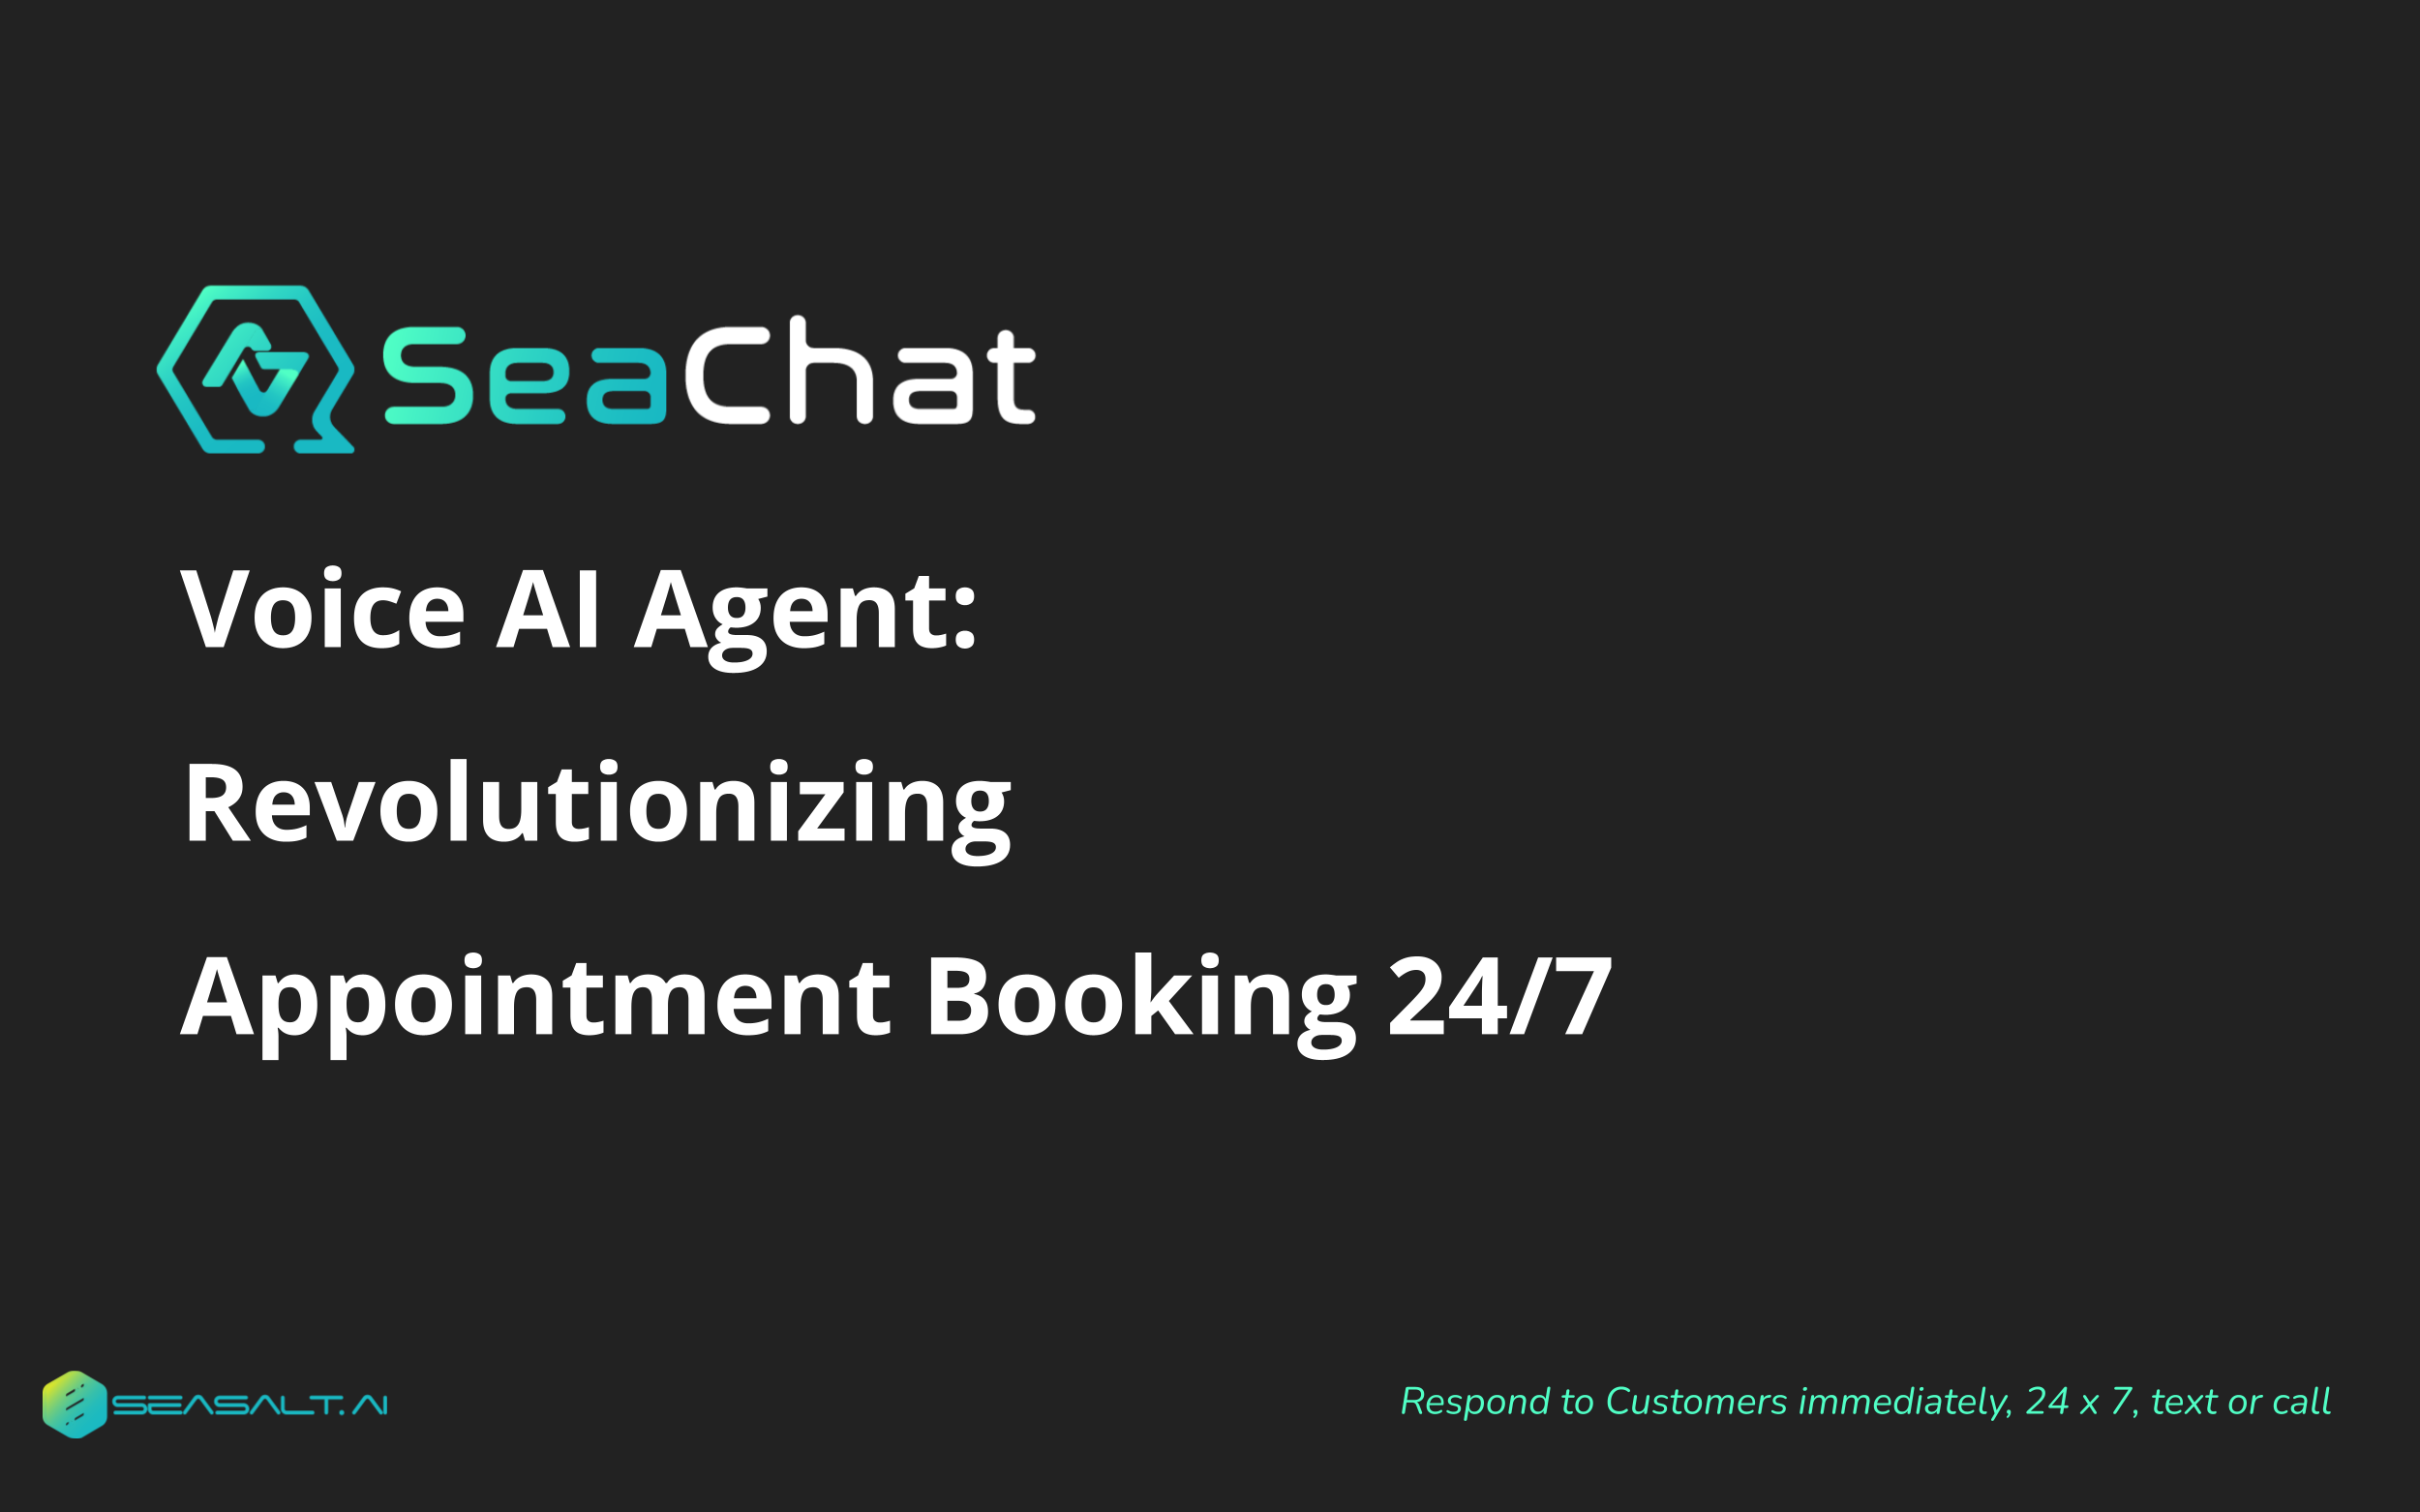 SeaChat
Voice AI Agent:
Revolutionizing
Appointment Booking 24/7
SEASALT.AI
Respond to Customers immediately, 24 x 7, text or call